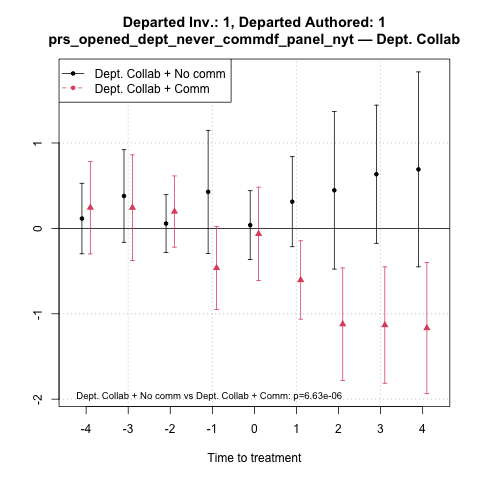 Departed Inv.: 1, Departed Authored: 1
prs_opened_dept_never_commdf_panel_nyt — Dept. Collab
Dept. Collab + No comm
Dept. Collab + Comm
1
0
-1
-2
Dept. Collab + No comm vs Dept. Collab + Comm: p=6.63e-06
-4 -3 -2 -1 0 1 2 3 4
Time to treatment